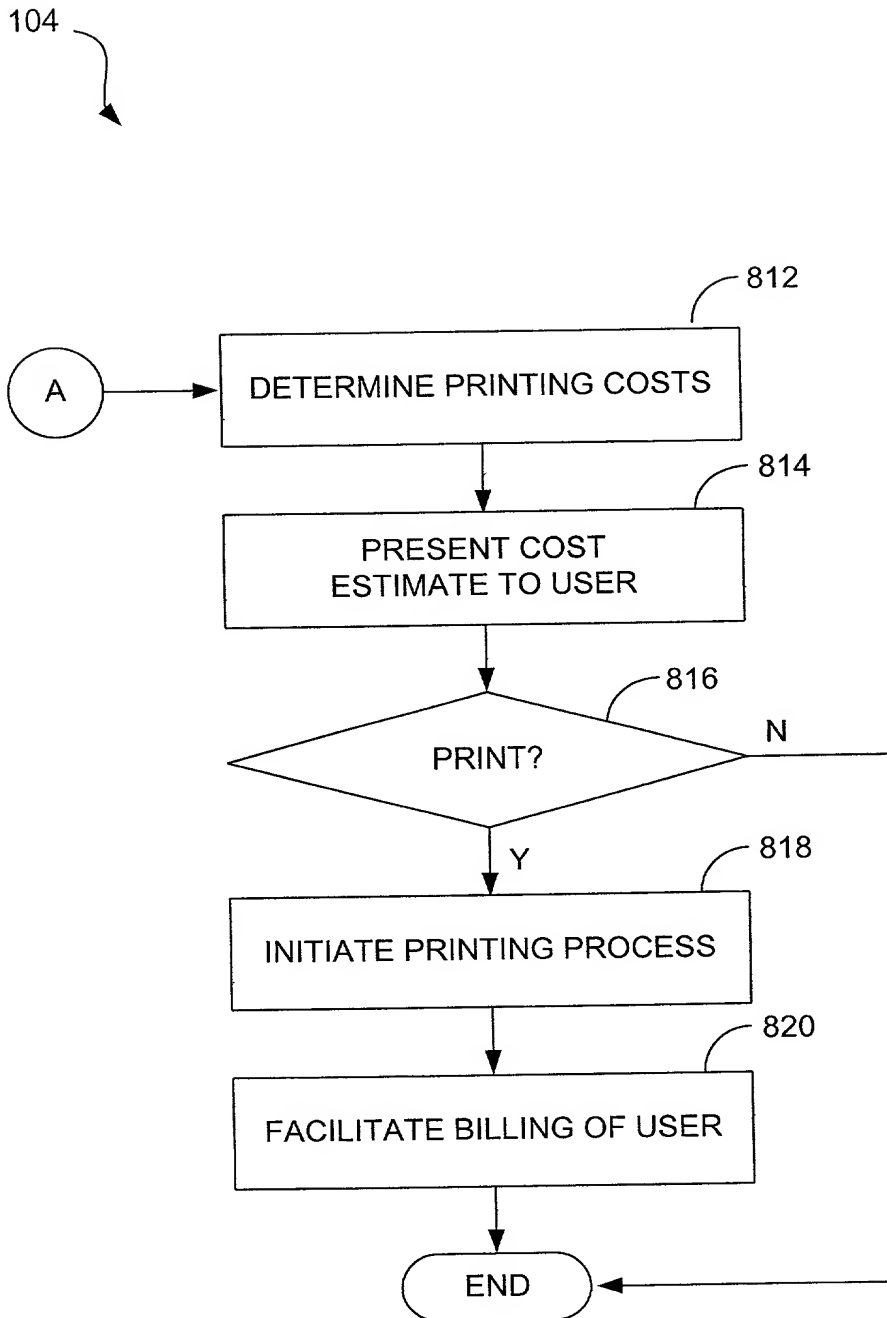 104
812
A
DETERMINE PRINTING COSTS
814
PRESENT COST
ESTIMATE TO USER
816
PRINT?
N
Y
818
INITIATE PRINTING PROCESS
820
FACILITATE BILLING OF USER
END